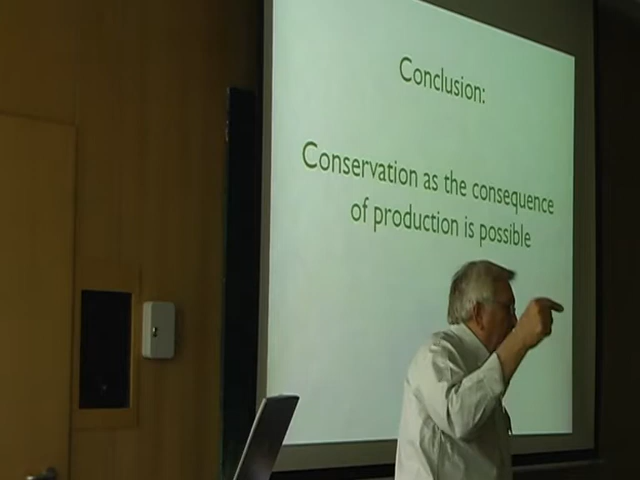 Conclusion:
Conservation as the consequence
of production is possible